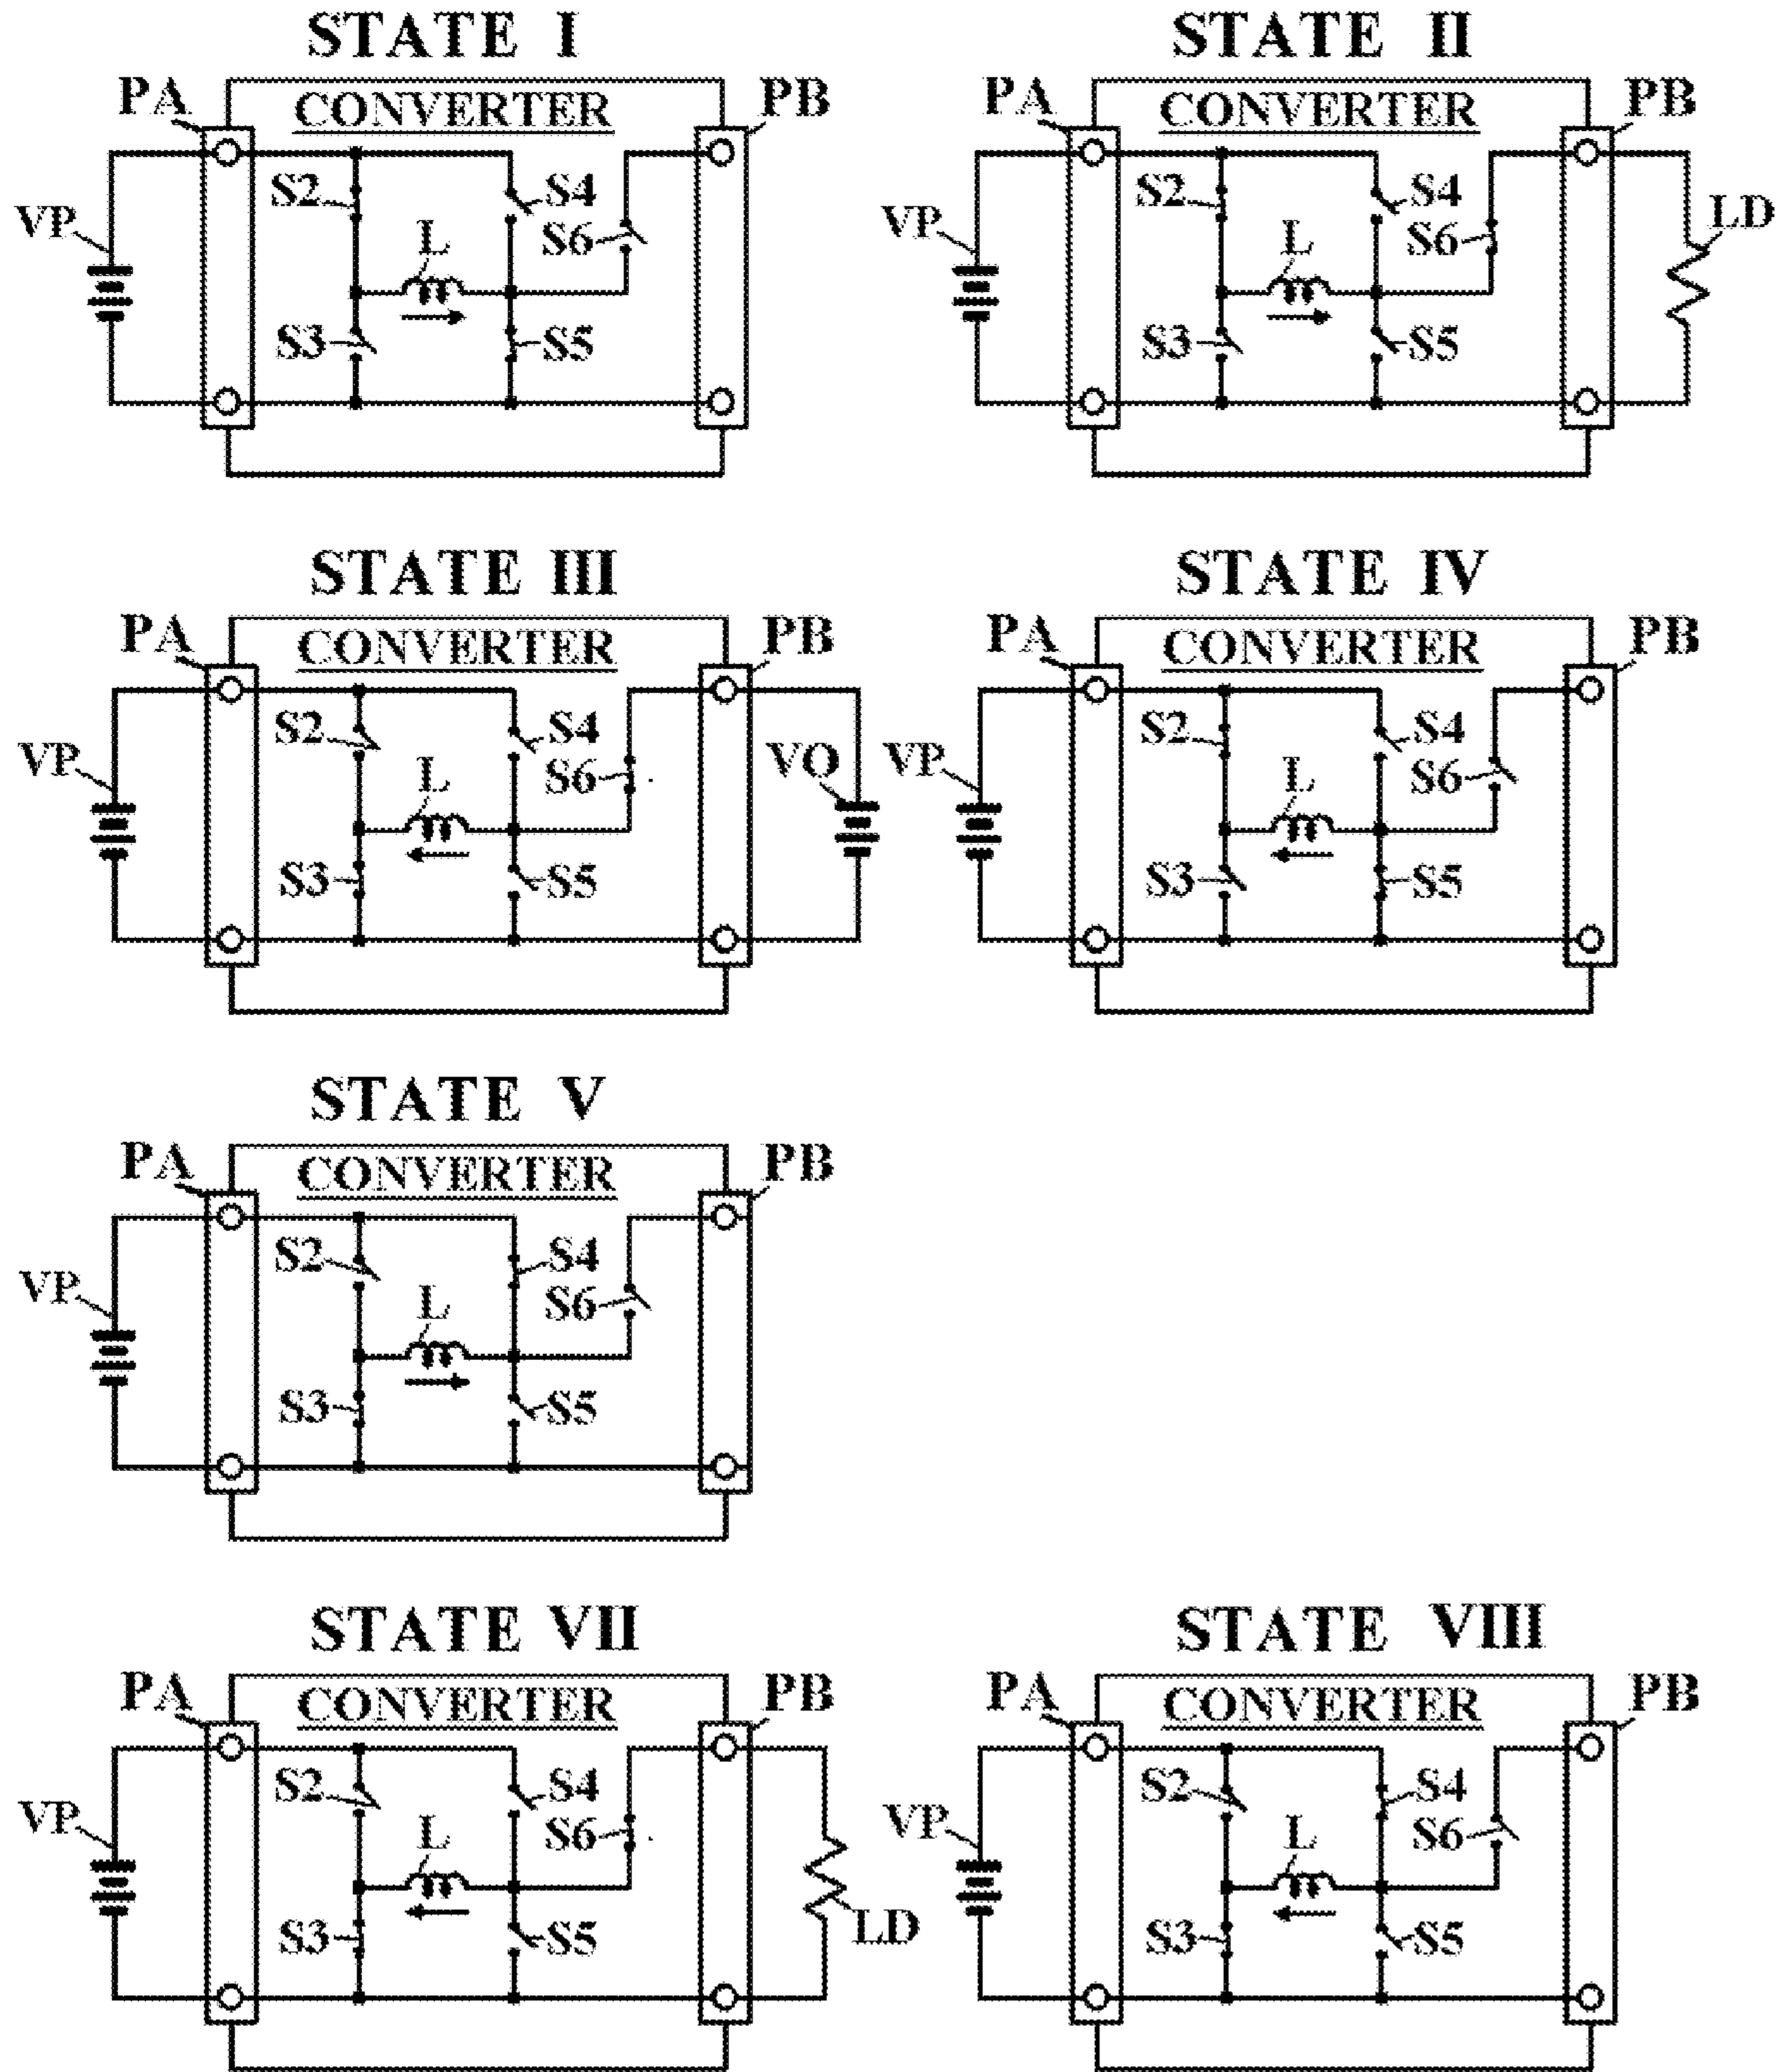 STATE I
PA
CONVERTER
PB
S2
S4
VP
L
S6
S3
S5
STATE II
PA
CONVERTER
PB
S2
S4
VP
L
S6
LD
S3
S5
STATE III
PA
CONVERTER
PB
S2
S4
VP
L
S6
VO
S3
S5
STATE IV
PA
CONVERTER
PB
S2
S4
VP
L
S6
S3
S5
STATE V
PA
CONVERTER
PB
S2
S4
VP
L
S6
S3
S5
STATE VII
PA
CONVERTER
PB
S2
S4
VP
L
S6
S3
S5
LD
STATE VIII
PA
CONVERTER
PB
S2
S4
VP
L
S6
S3
S5